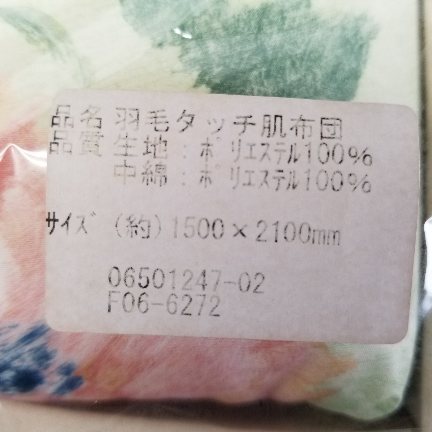 品名 羽毛タッチ肌布団
品質 生地:ポリエステル100%
中綿:ポリエステル100%
サイズ (約)1500×2100mm
06501247-02
F06-6272